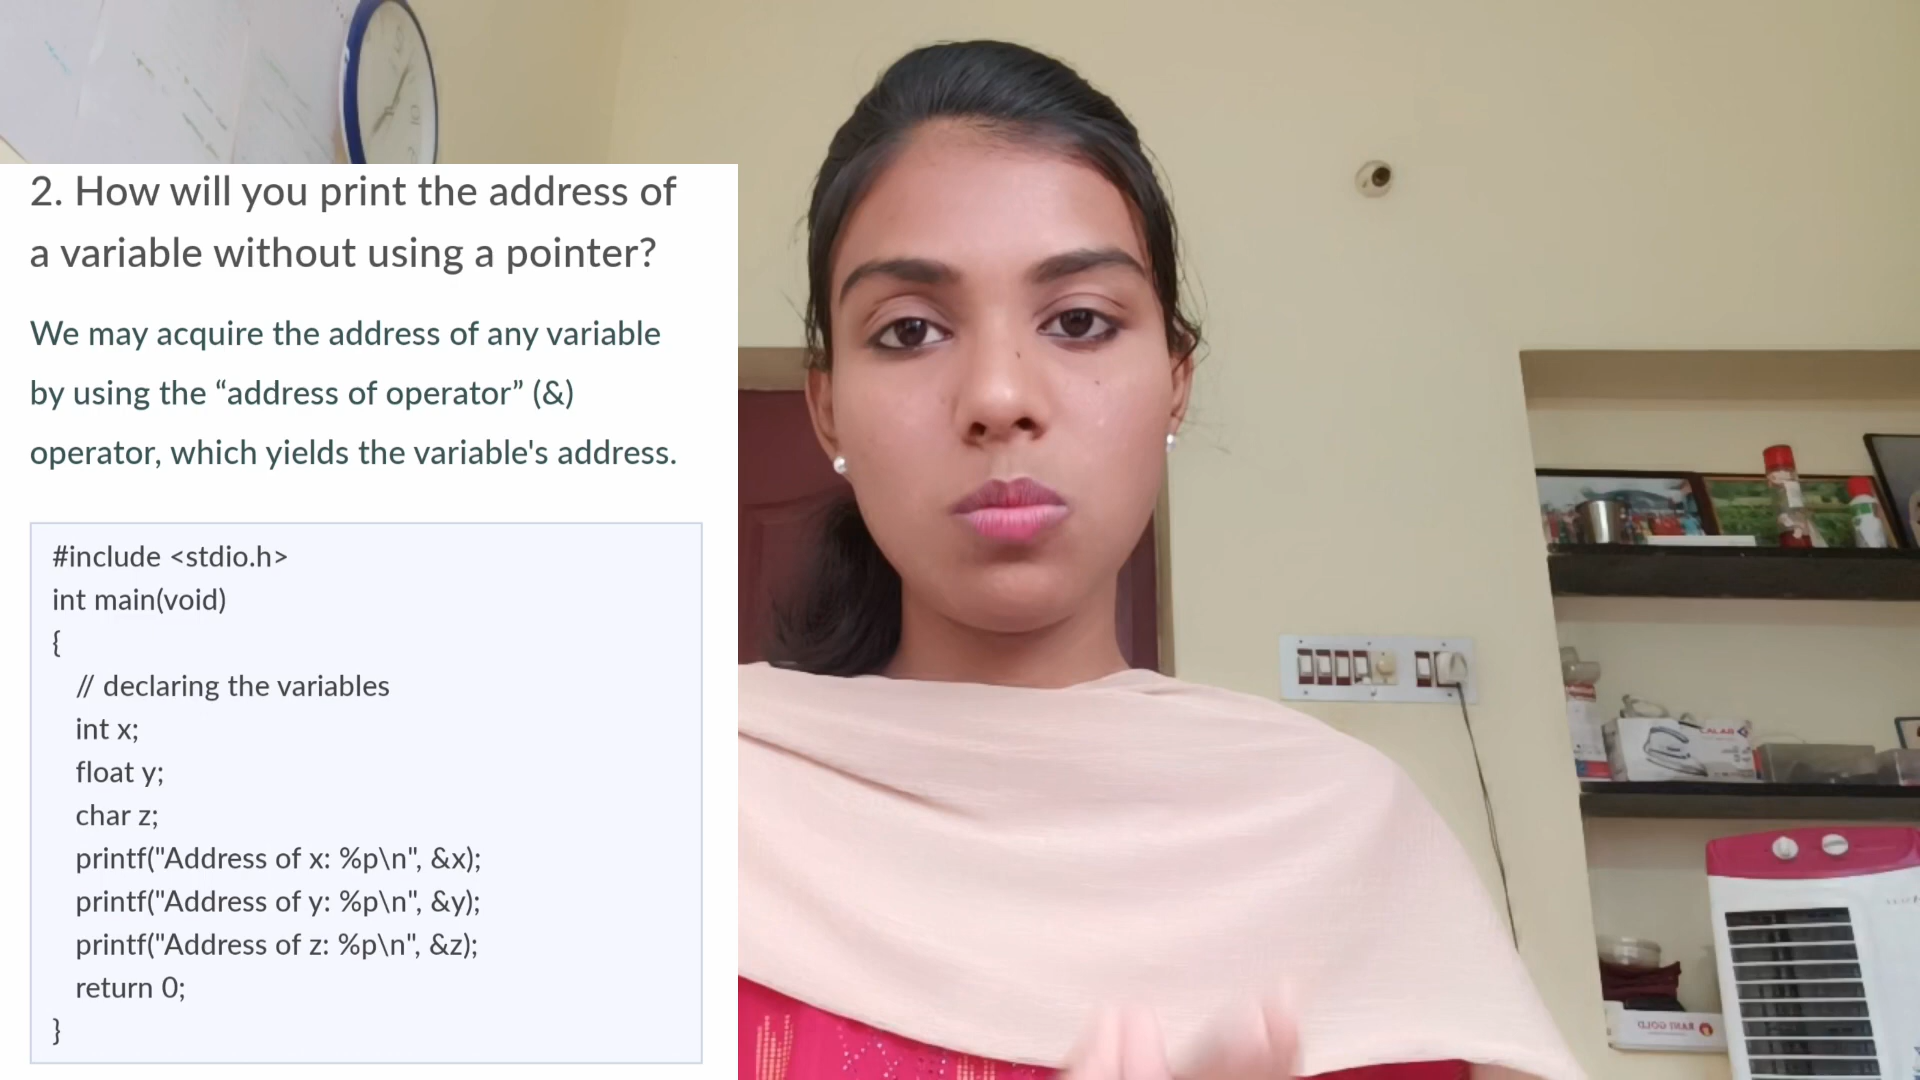 2. How will you print the address of
a variable without using a pointer?
We may acquire the address of any variable
by using the “address of operator” (&)
operator, which yields the variable's address.
#include <stdio.h>
int main(void)
{
// declaring the variables
int x;
float y;
char z;
printf("Address of x: %p\n", &x);
printf("Address of y: %p\n", &y);
printf("Address of z: %p\n", &z);
return 0;
}
RANI GOLD